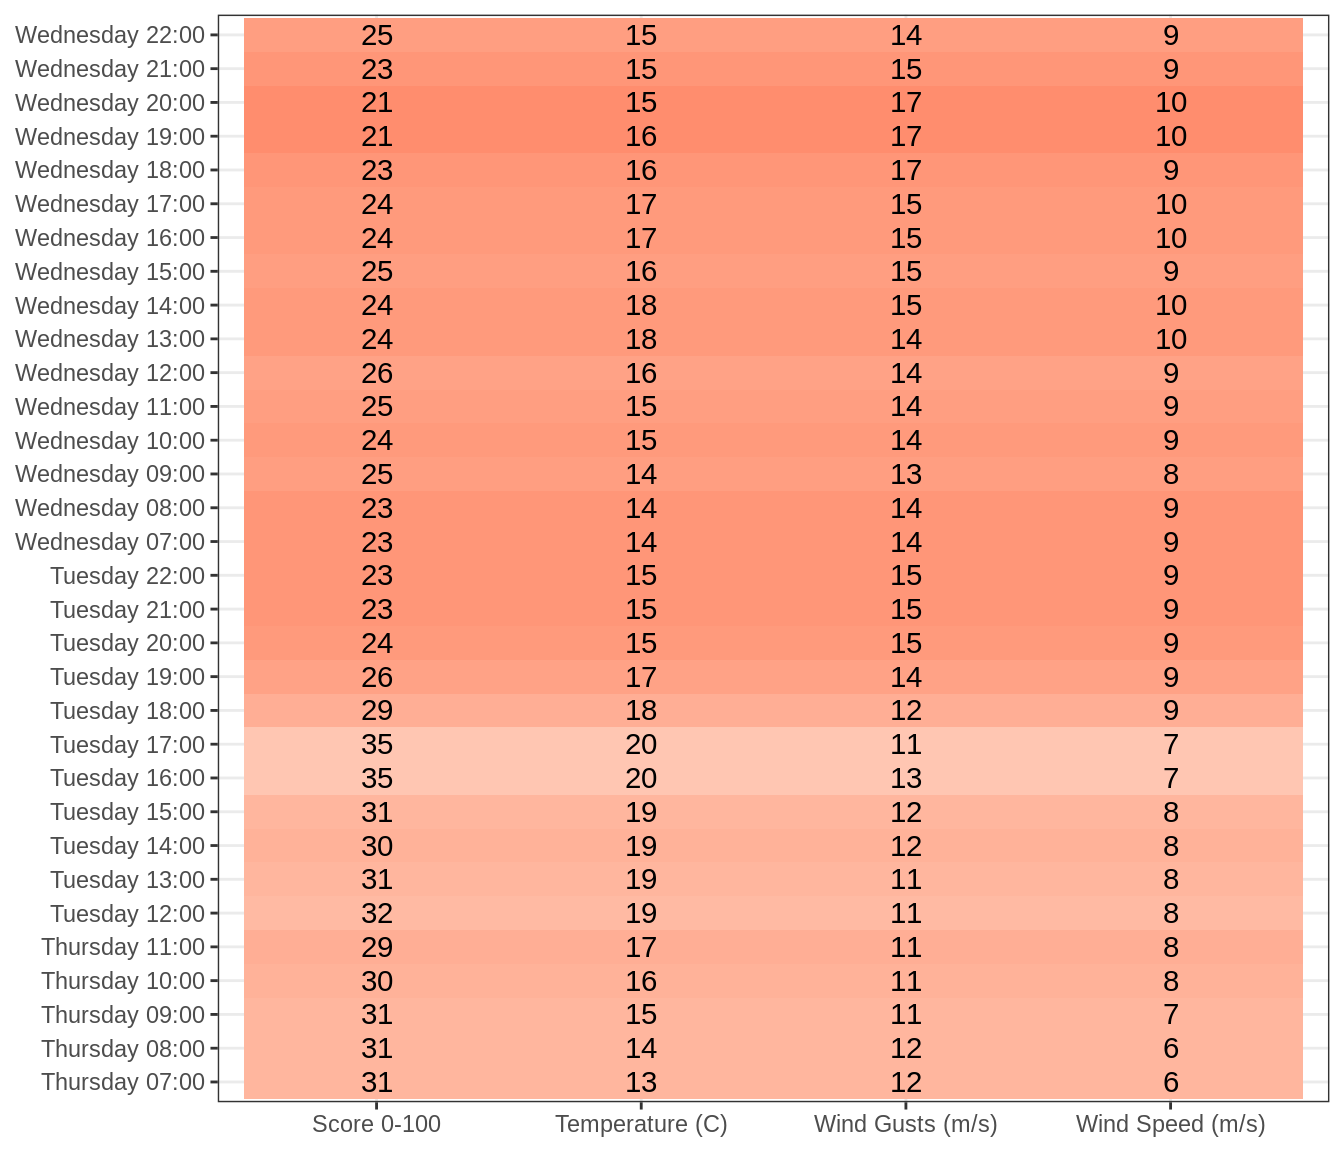 Wednesday 22:00 25 15 14 9
Wednesday 21:00 23 15 15 9
Wednesday 20:00 21 15 17 10
Wednesday 19:00 21 16 17 10
Wednesday 18:00 23 16 17 9
Wednesday 17:00 24 17 15 10
Wednesday 16:00 24 17 15 10
Wednesday 15:00 25 16 15 9
Wednesday 14:00 24 18 15 10
Wednesday 13:00 24 18 14 10
Wednesday 12:00 26 16 14 9
Wednesday 11:00 25 15 14 9
Wednesday 10:00 24 15 14 9
Wednesday 09:00 25 14 13 8
Wednesday 08:00 23 14 14 9
Wednesday 07:00 23 14 14 9
Tuesday 22:00 23 15 15 9
Tuesday 21:00 23 15 15 9
Tuesday 20:00 24 15 15 9
Tuesday 19:00 26 17 14 9
Tuesday 18:00 29 18 12 9
Tuesday 17:00 35 20 11 7
Tuesday 16:00 35 20 13 7
Tuesday 15:00 31 19 12 8
Tuesday 14:00 30 19 12 8
Tuesday 13:00 31 19 11 8
Tuesday 12:00 32 19 11 8
Thursday 11:00 29 17 11 8
Thursday 10:00 30 16 11 8
Thursday 09:00 31 15 11 7
Thursday 08:00 31 14 12 6
Thursday 07:00 31 13 12 6
Score 0-100 Temperature (C) Wind Gusts (m/s) Wind Speed (m/s)